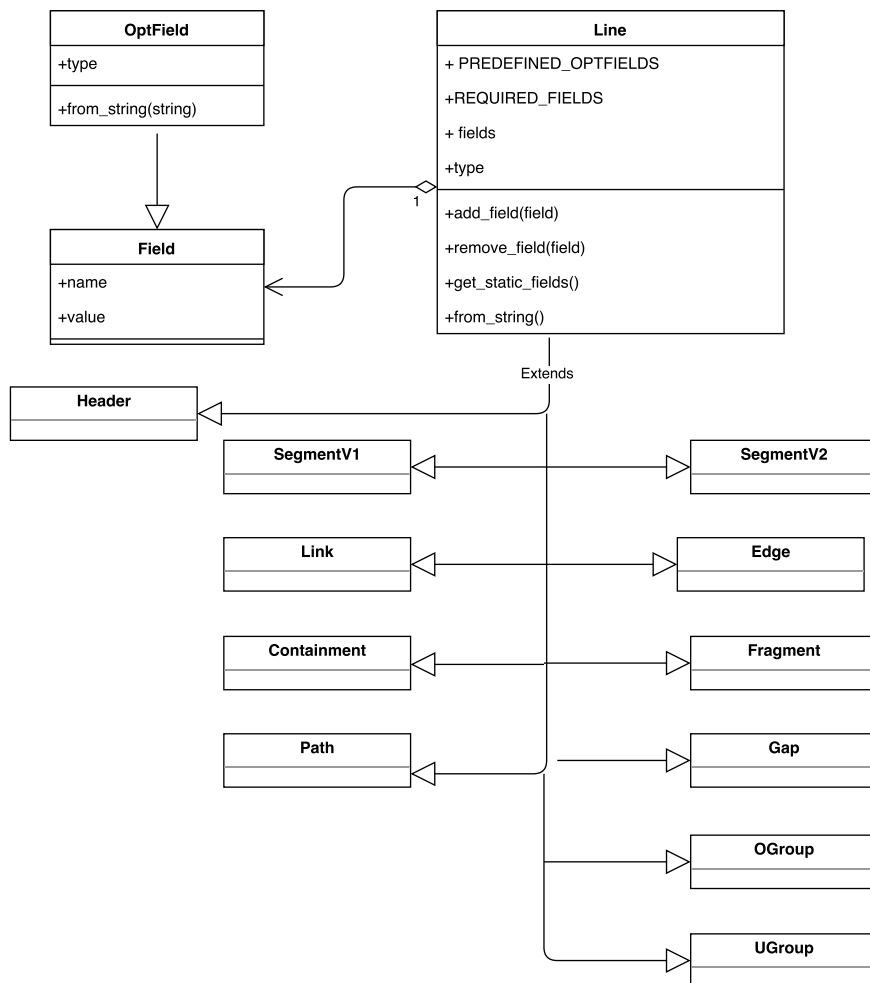 OptField
+type
+from_string(string)
Line
+ PREDEFINED_OPTFIELDS
+REQUIRED_FIELDS
+ fields
+type
+add_field(field)
+remove_field(field)
+get_static_fields()
+from_string()
1
Field
+name
+value
Extends
Header
SegmentV1
SegmentV2
Link
Edge
Containment
Fragment
Path
Gap
OGroup
UGroup